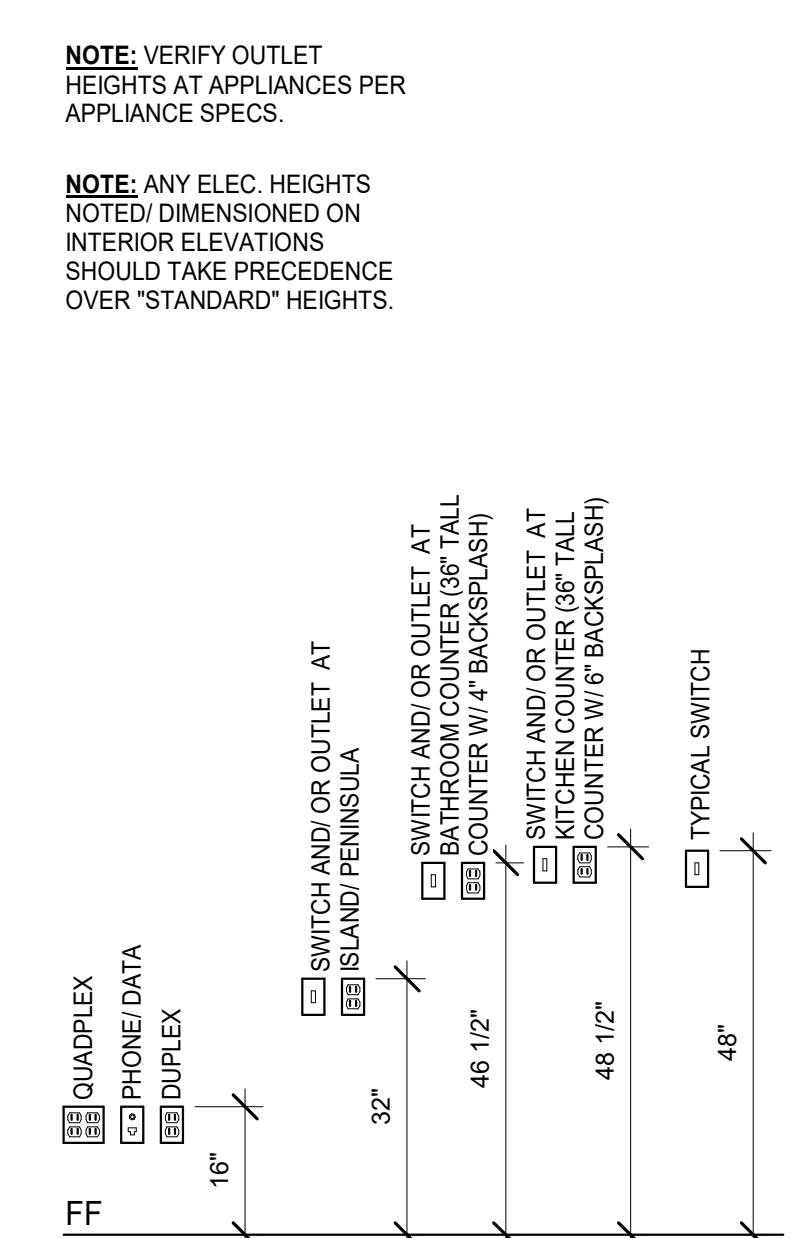 NOTE: VERIFY OUTLET
HEIGHTS AT APPLIANCES PER
APPLIANCE SPECS.
NOTE: ANY ELEC. HEIGHTS
NOTED/ DIMENSIONED ON
INTERIOR ELEVATIONS
SHOULD TAKE PRECEDENCE
OVER "STANDARD" HEIGHTS.
QUADPLEX
PHONE/ DATA
DUPLEX
16"
SWITCH AND/ OR OUTLET AT
ISLAND/ PENINSULA
32"
SWITCH AND/ OR OUTLET AT
BATHROOM COUNTER (36" TALL
COUNTER W/ 4" BACKSPLASH)
46 1/2"
SWITCH AND/ OR OUTLET AT
KITCHEN COUNTER (36" TALL
COUNTER W/ 6" BACKSPLASH)
48 1/2"
TYPICAL SWITCH
48"
FF